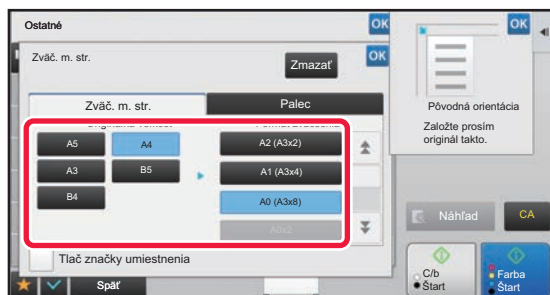 Ostatné
OK
Zväč. m. str.
Zmazať
OK
Zväč. m. str.
Palec
A5
A4
A3
B5
B4
A2 (A3x2)
A1 (A3x4)
A0 (A3x8)
A0x2
Tlač značky umiestnenia
Späť
OK
Pôvodná orientácia
Založte prosím
originál takto.
Náhľad
CA
C/b
Štart
Farba
Štart